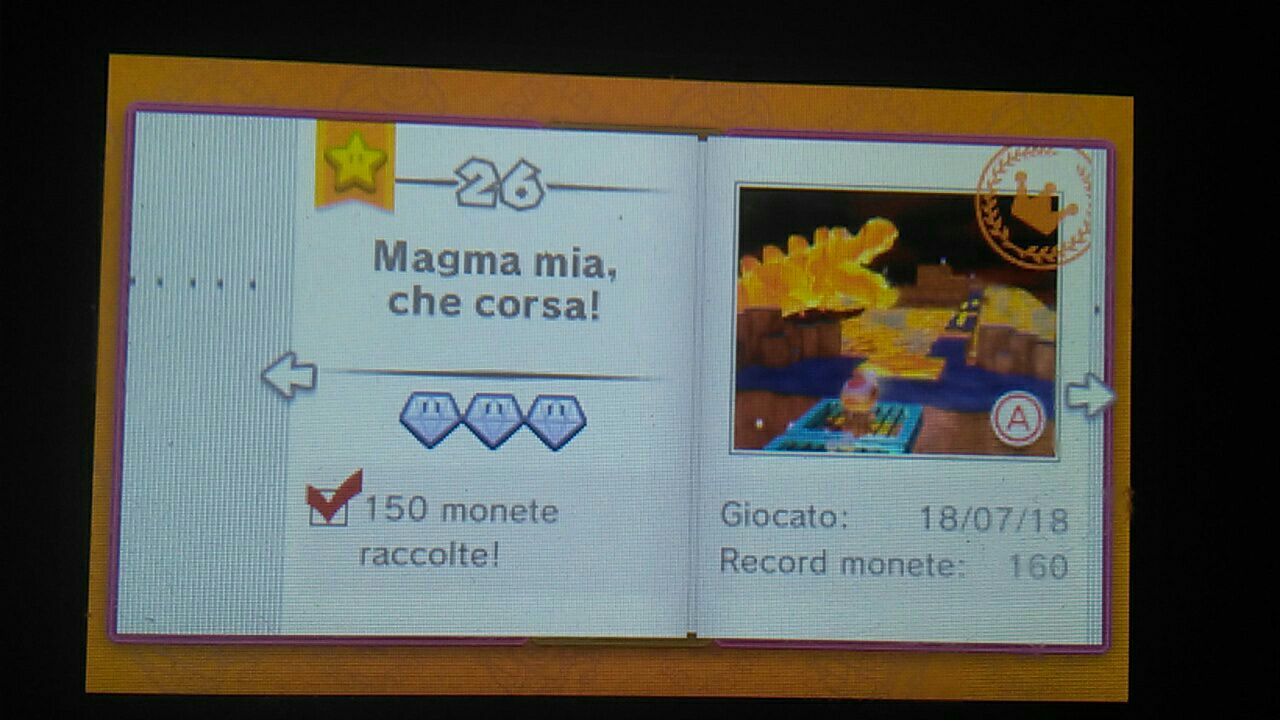 26
Magma mia,
che corsa!
150 monete
raccolte!
A
Giocato: 18/07/18
Record monete: 160